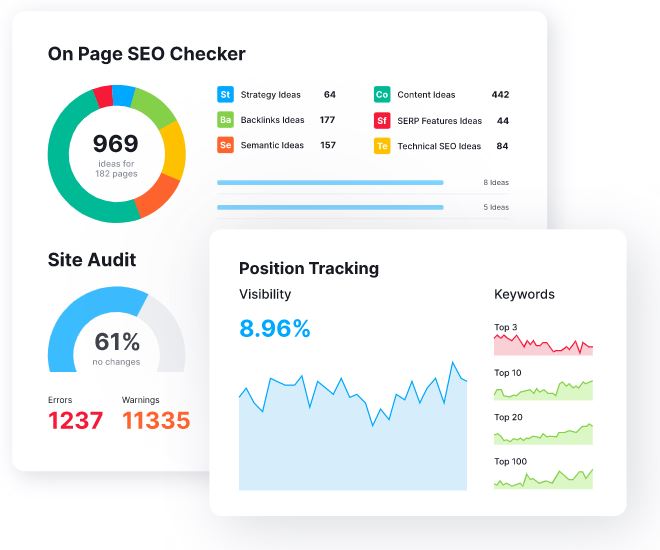 On Page SEO Checker
969
ideas for
182 pages
St Strategy Ideas 64
Ba Backlinks Ideas 177
Se Semantic Ideas 157
Co Content Ideas 442
Sf SERP Features Ideas 44
Te Technical SEO Ideas 84
8 Ideas
5 Ideas
Site Audit
61%
no changes
Errors
1237
Warnings
11335
Position Tracking
Visibility
8.96%
Keywords
Top 3
Top 10
Top 20
Top 100